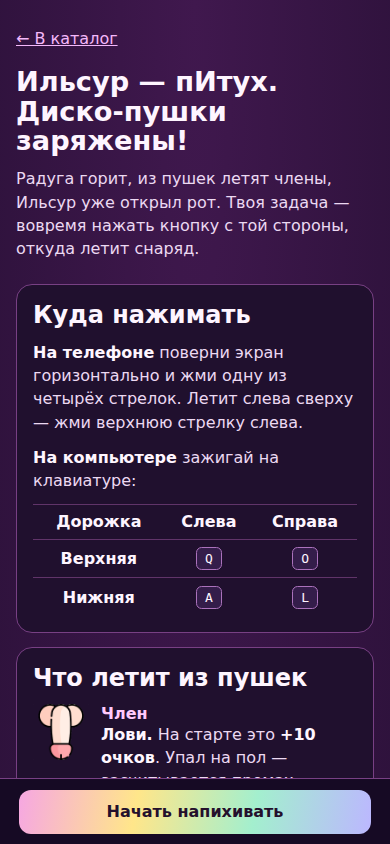 ← В каталог
Ильсур — пИтух.
Диско-пушки
заряжены!
Радуга горит, из пушек летят члены,
Ильсур уже открыл рот. Твоя задача —
вовремя нажать кнопку с той стороны,
откуда летит снаряд.
Куда нажимать
На телефоне поверни экран
горизонтально и жми одну из
четырёх стрелок. Летит слева сверху
— жми верхнюю стрелку слева.
На компьютере зажигай на
клавиатуре:
Дорожка Слева Справа
Верхняя Q O
Нижняя A L
Что летит из пушек
Член
Лови. На старте это +10
очков. Упал на пол —
Начать напихивать